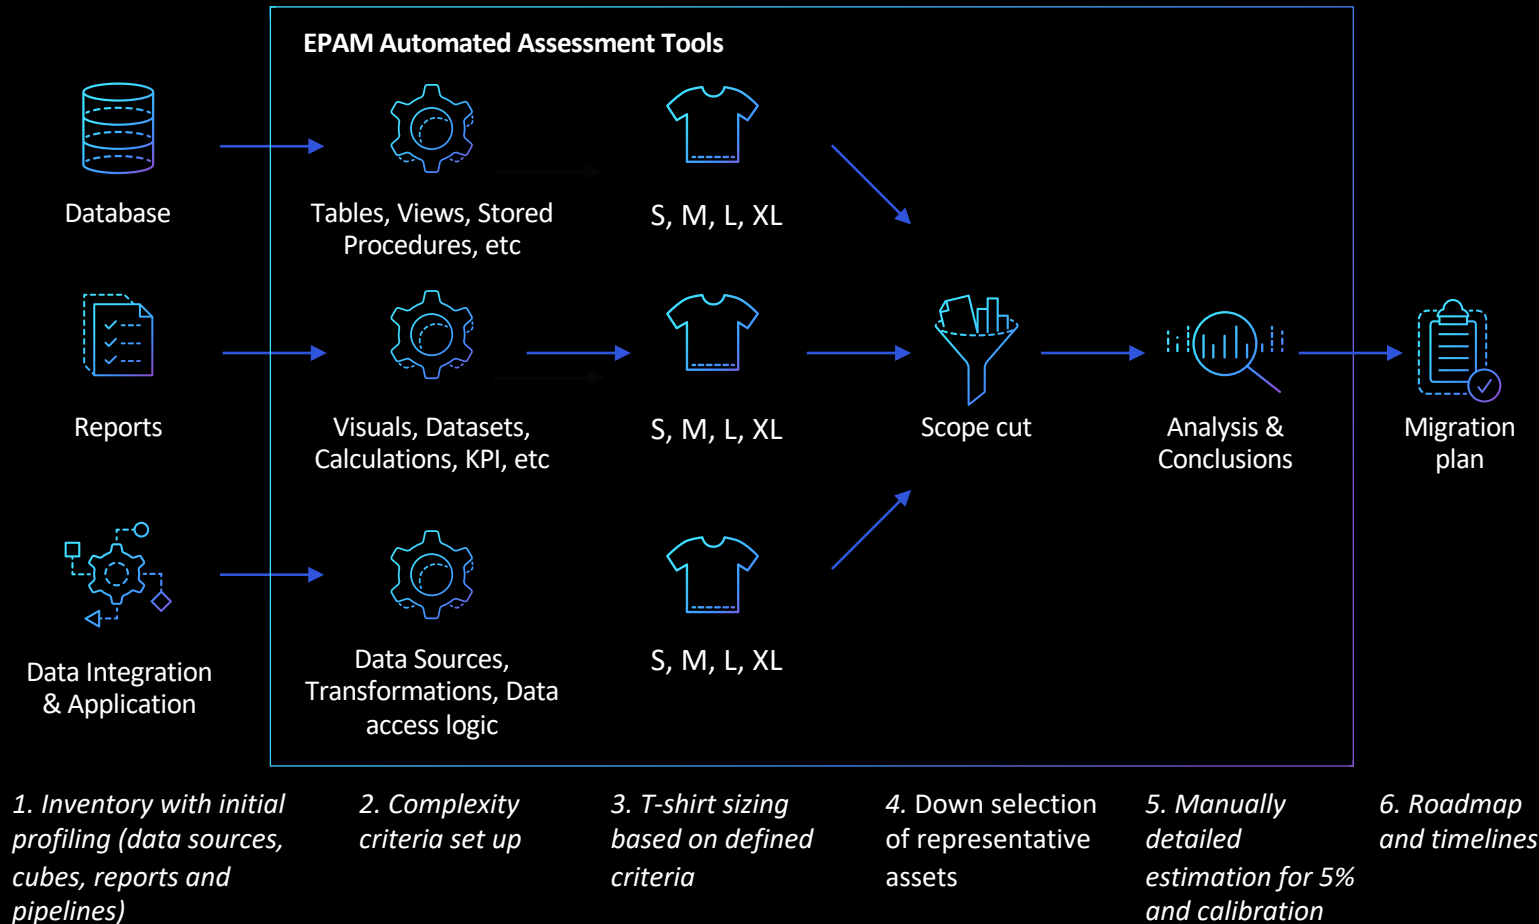 EPAM Automated Assessment Tools
Database
Tables, Views, Stored
Procedures, etc
S, M, L, XL
Reports
Visuals, Datasets,
Calculations, KPI, etc
S, M, L, XL
Scope cut
Analysis &
Conclusions
Migration
plan
Data Integration
& Application
Data Sources,
Transformations, Data
access logic
S, M, L, XL
1. Inventory with initial
profiling (data sources,
cubes, reports and
pipelines)
2. Complexity
criteria set up
3. T-shirt sizing
based on defined
criteria
4. Down selection
of representative
assets
5. Manually
detailed
estimation for 5%
and calibration
6. Roadmap
and timelines